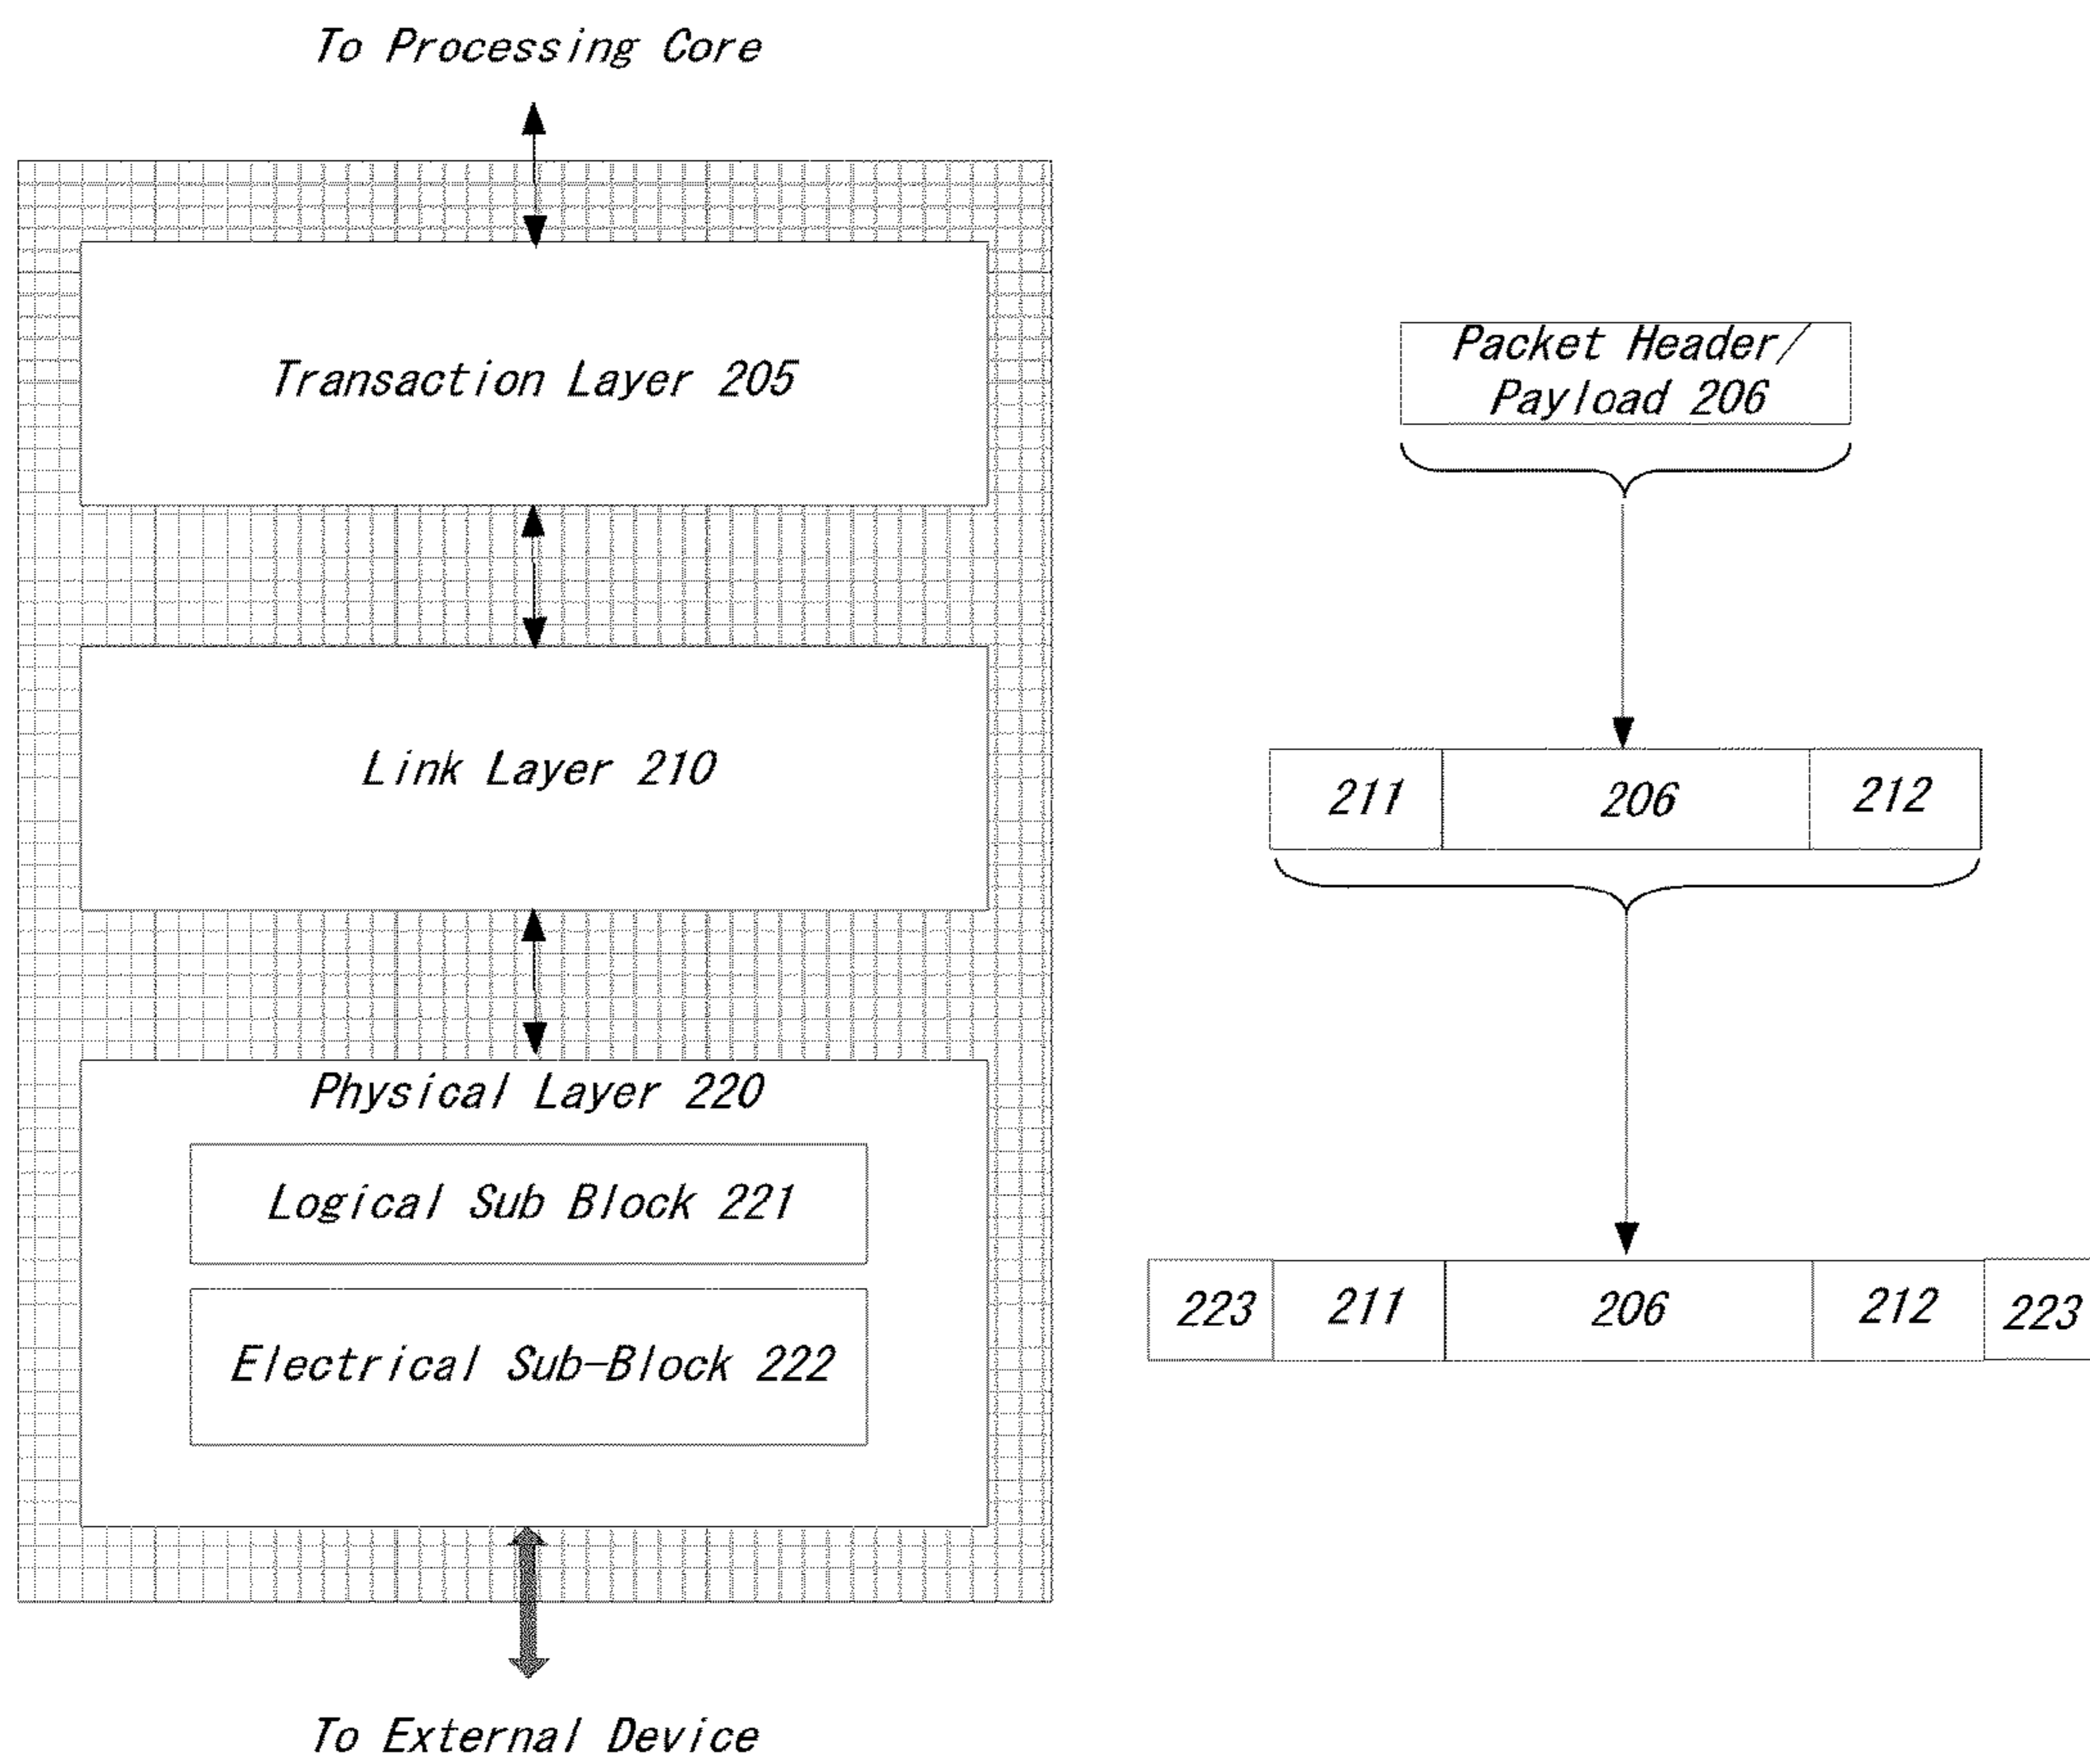 To Processing Core
Transaction Layer 205
Packet Header/
Payload 206
Link Layer 210
211 206 212
Physical Layer 220
Logical Sub Block 221
Electrical Sub-Block 222
223 211 206 212 223
To External Device